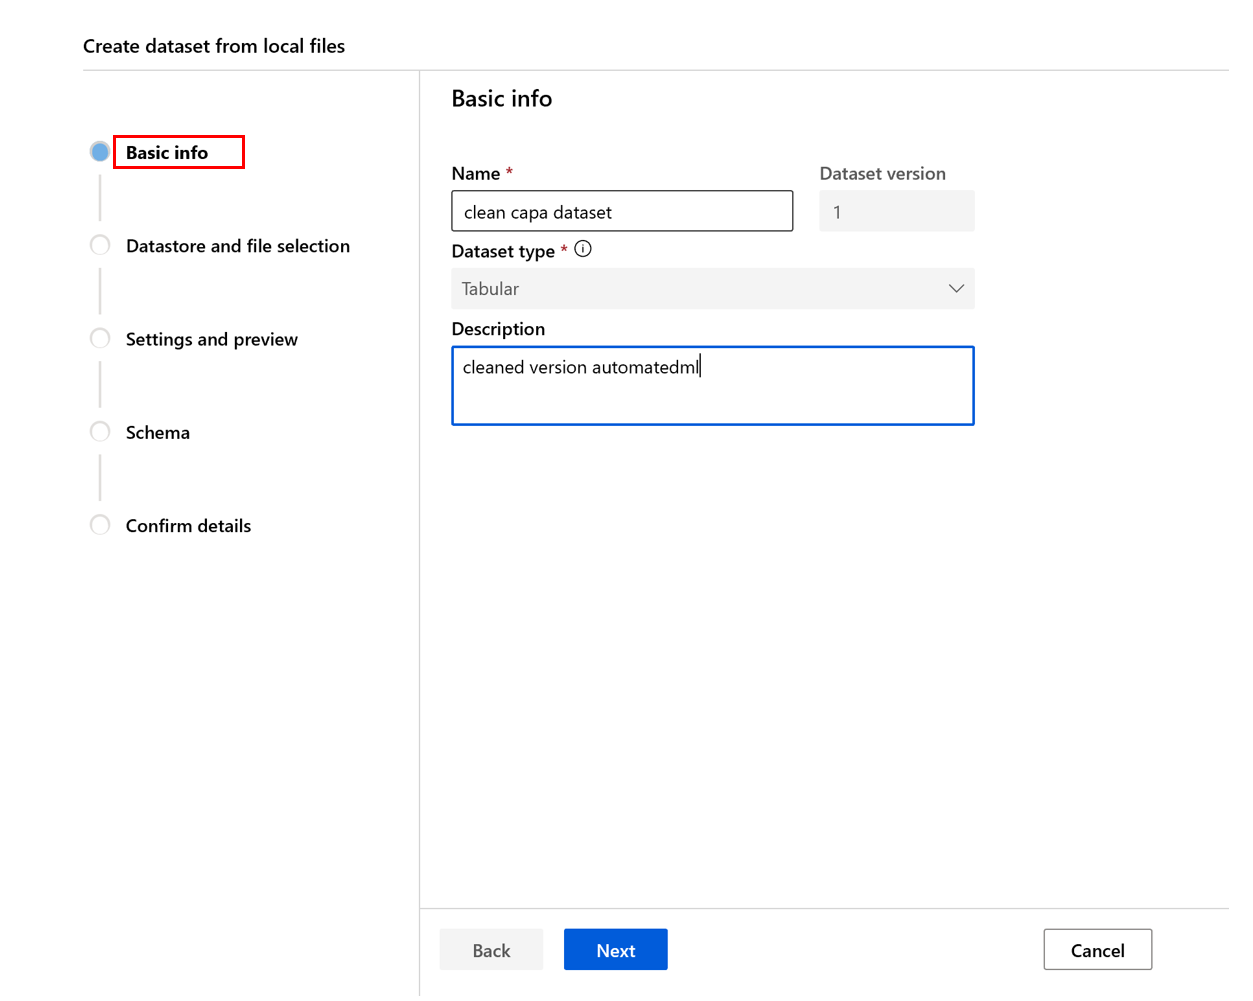 Create dataset from local files
Basic info
Datastore and file selection
Settings and preview
Schema
Confirm details
Basic info
Name *
Dataset version
clean capa dataset
1
Dataset type *
Tabular
Description
cleaned version automatedml
Back
Next
Cancel